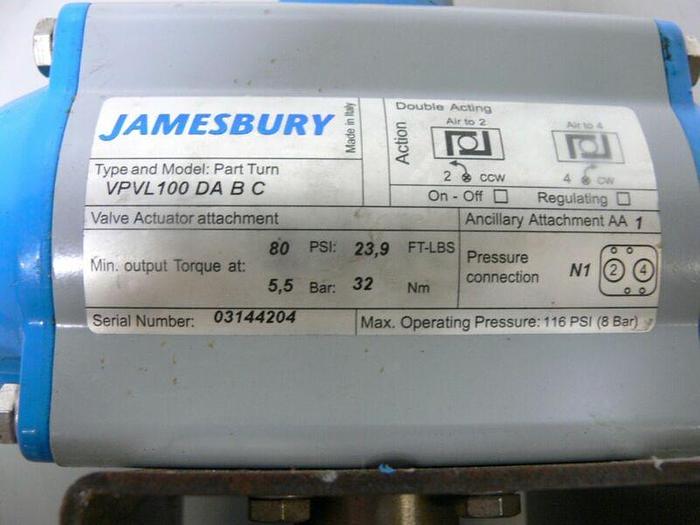 JAMESBURY
Made in Italy
Type and Model: Part Turn
VPVL100 DA B C
Action
Double Acting
Air to 2
Air to 4
2 CCW
4 CW
On - Off
Regulating
Valve Actuator attachment
Ancillary Attachment AA 1
Min. output Torque at:
80 PSI: 23,9 FT-LBS
5,5 Bar: 32 Nm
Pressure
connection
N1
2 4
Serial Number: 03144204
Max. Operating Pressure: 116 PSI (8 Bar)